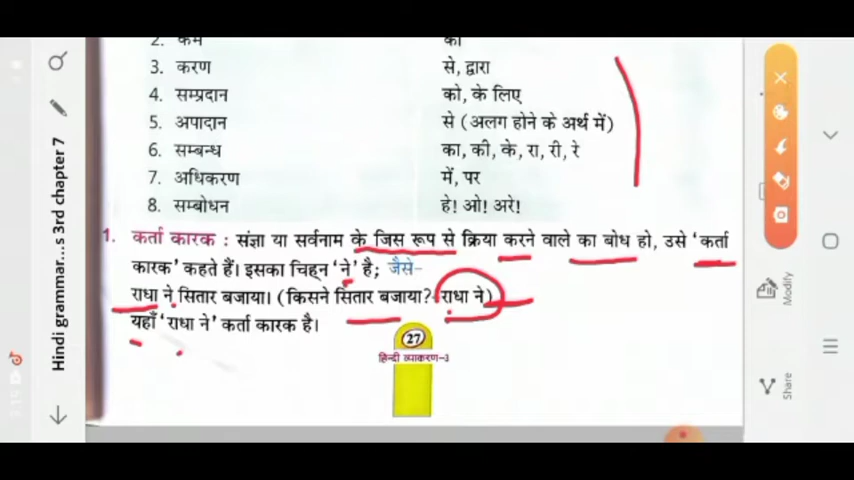 2. कर्म को
3. करण से, द्वारा
4. सम्प्रदान को, के लिए
5. अपादान से (अलग होने के अर्थ में)
6. सम्बन्ध का, की, के, रा, री, रे
7. अधिकरण में, पर
8. सम्बोधन हे! ओ! अरे!
1. कर्ता कारक : संज्ञा या सर्वनाम के जिस रूप से क्रिया करने वाले का बोध हो, उसे 'कर्ता
कारक' कहते हैं। इसका चिह्न 'ने' है; जैसे-
राधा ने सितार बजाया। (किसने सितार बजाया? राधा ने)
यहाँ 'राधा ने' कर्ता कारक है।
27
हिन्दी व्याकरण-3
Hindi grammar...s 3rd chapter 7
Modify
Share